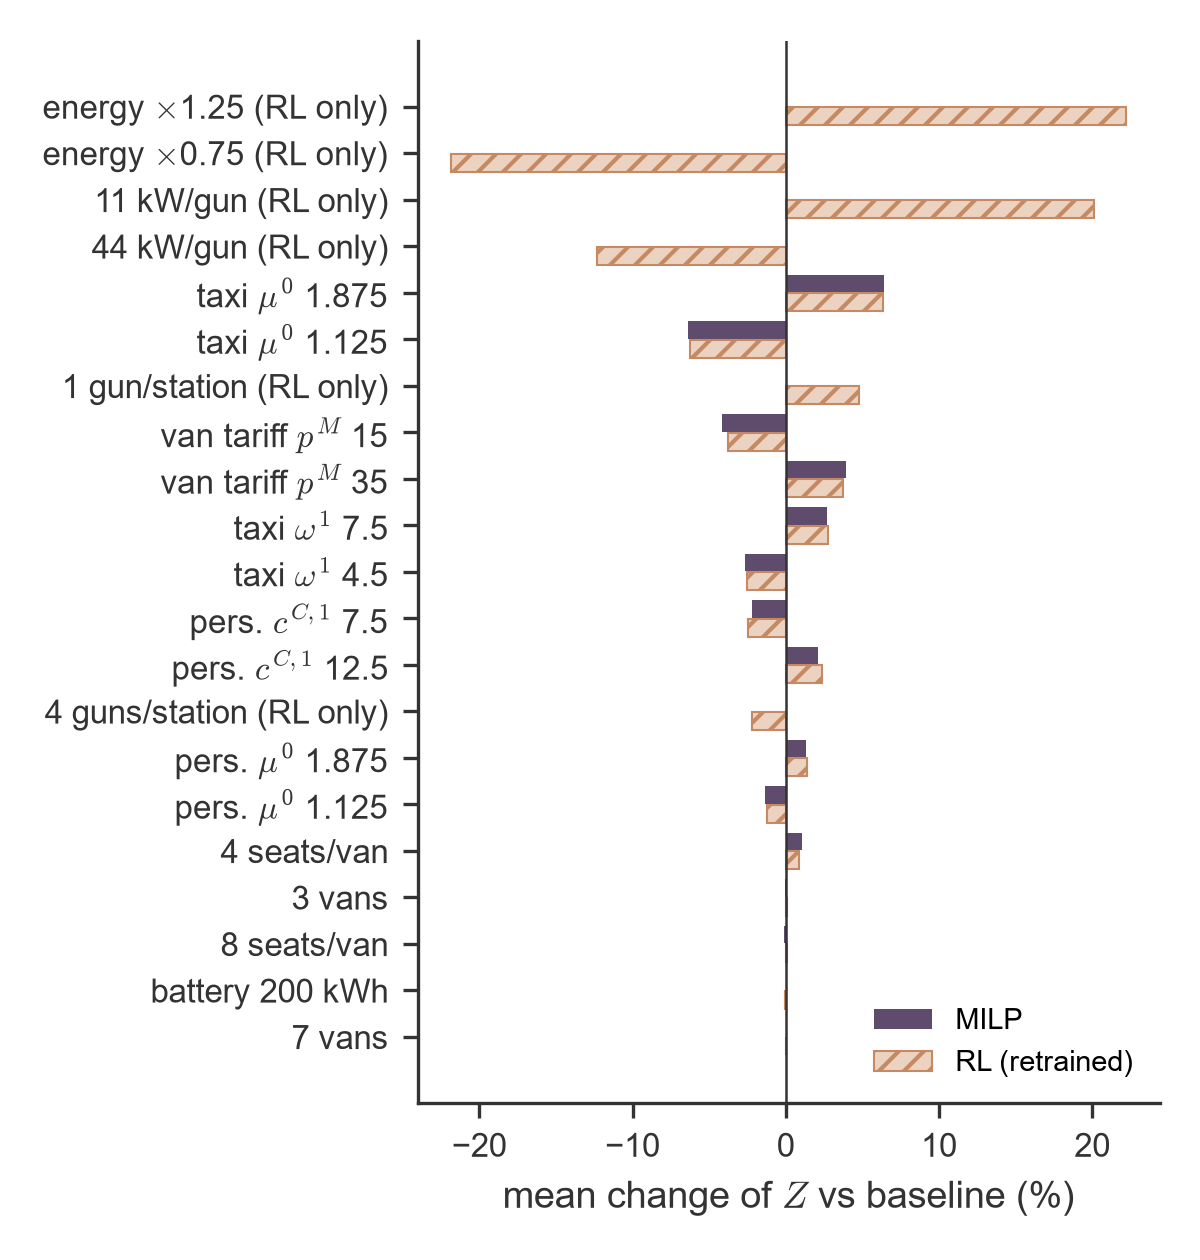 energy ×1.25 (RL only)
energy ×0.75 (RL only)
11 kW/gun (RL only)
44 kW/gun (RL only)
taxi μ⁰ 1.875
taxi μ⁰ 1.125
1 gun/station (RL only)
van tariff pᴹ 15
van tariff pᴹ 35
taxi ω¹ 7.5
taxi ω¹ 4.5
pers. c^{C,1} 7.5
pers. c^{C,1} 12.5
4 guns/station (RL only)
pers. μ⁰ 1.875
pers. μ⁰ 1.125
4 seats/van
3 vans
8 seats/van
battery 200 kWh
7 vans
MILP
RL (retrained)
−20 −10 0 10 20
mean change of Z vs baseline (%)